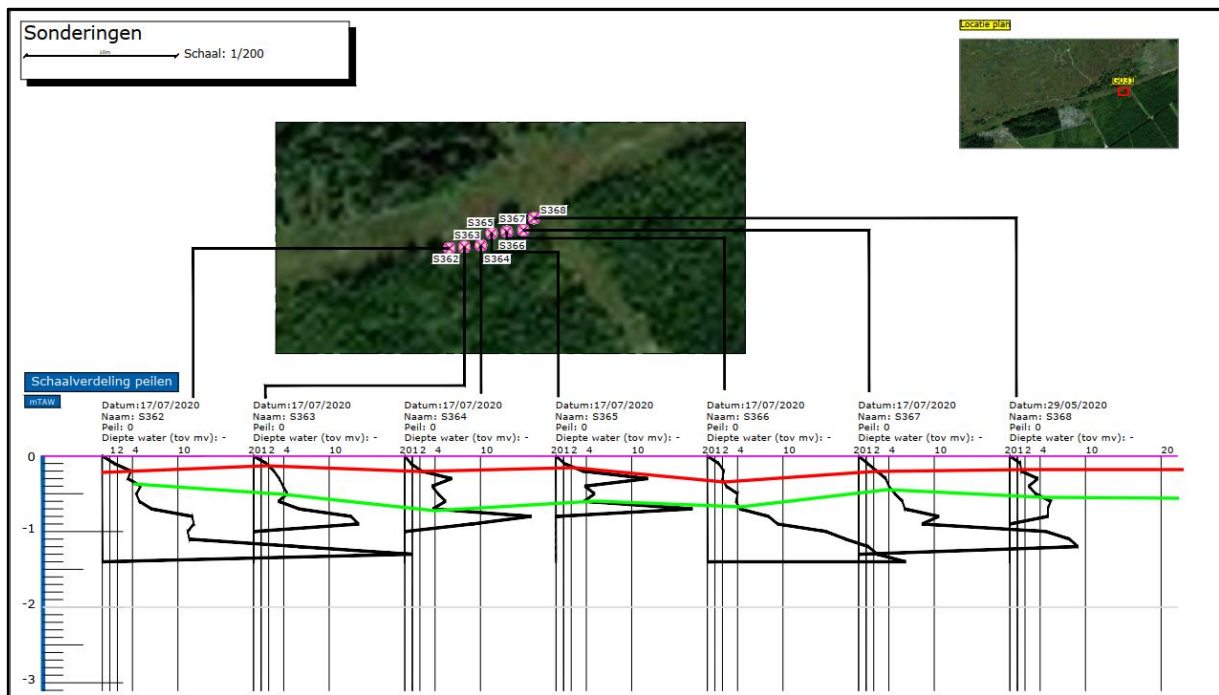 Sonderingen
10m
Schaal: 1/200
Locatie plan
G031
S368
S365
S367
S363
S366
S362
S364
Schaalverdeling peilen
mTAW
Datum:17/07/2020
Naam: S362
Peil: 0
Diepte water (tov mv): -
Datum:17/07/2020
Naam: S363
Peil: 0
Diepte water (tov mv): -
Datum:17/07/2020
Naam: S364
Peil: 0
Diepte water (tov mv): -
Datum:17/07/2020
Naam: S365
Peil: 0
Diepte water (tov mv): -
Datum:17/07/2020
Naam: S366
Peil: 0
Diepte water (tov mv): -
Datum:17/07/2020
Naam: S367
Peil: 0
Diepte water (tov mv): -
Datum:29/05/2020
Naam: S368
Peil: 0
Diepte water (tov mv): -
0 12 4 10 2012 4 10 2012 4 10 2012 4 10 2012 4 10 2012 4 10 2012 4 10 20
-1
-2
-3